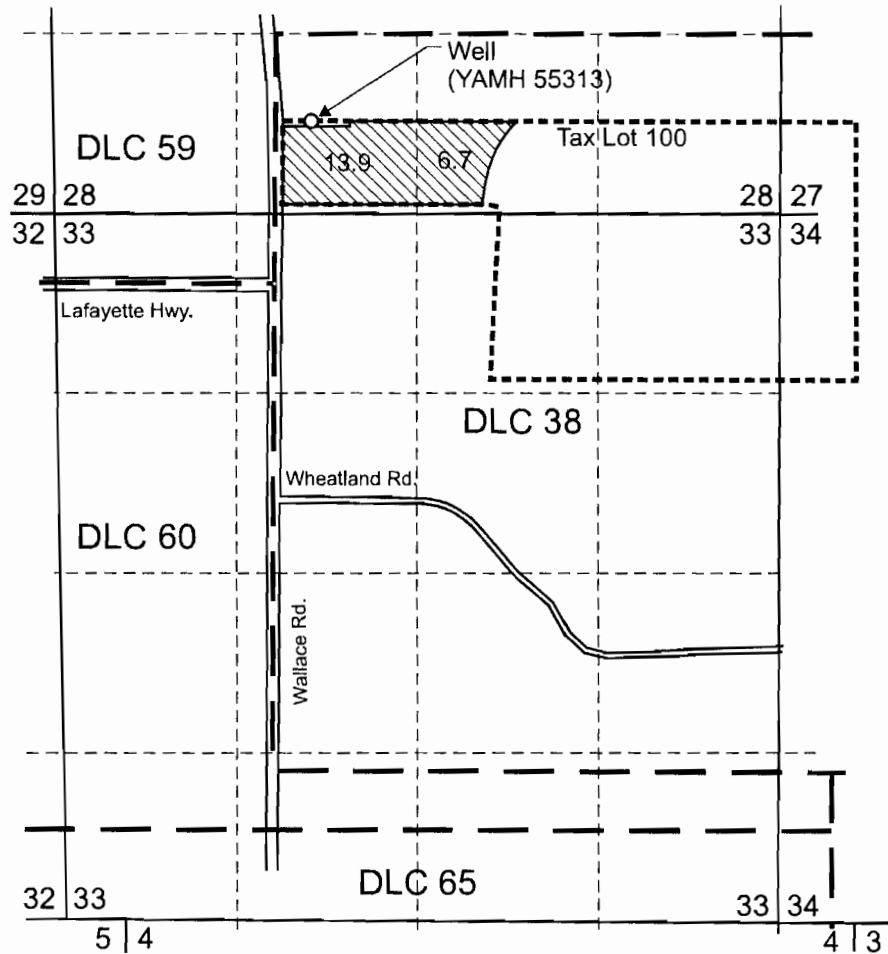 Well
(YAMH 55313)
DLC 59
Tax Lot 100
13.9 6.7
29 28
28 27
32 33
33 34
Lafayette Hwy.
DLC 38
Wheatland Rd.
DLC 60
Wallace Rd.
DLC 65
32 33
33 34
5 4
4 3